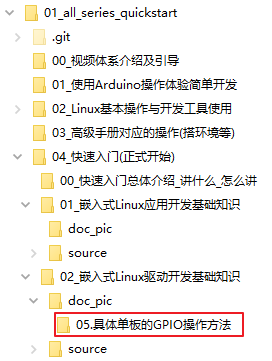 01_all_series_quickstart
.git
00_视频体系介绍及引导
01_使用Arduino操作体验简单开发
02_Linux基本操作与开发工具使用
03_高级手册对应的操作(搭环境等)
04_快速入门(正式开始)
00_快速入门总体介绍_讲什么_怎么讲
01_嵌入式Linux应用开发基础知识
doc_pic
source
02_嵌入式Linux驱动开发基础知识
doc_pic
05.具体单板的GPIO操作方法
source